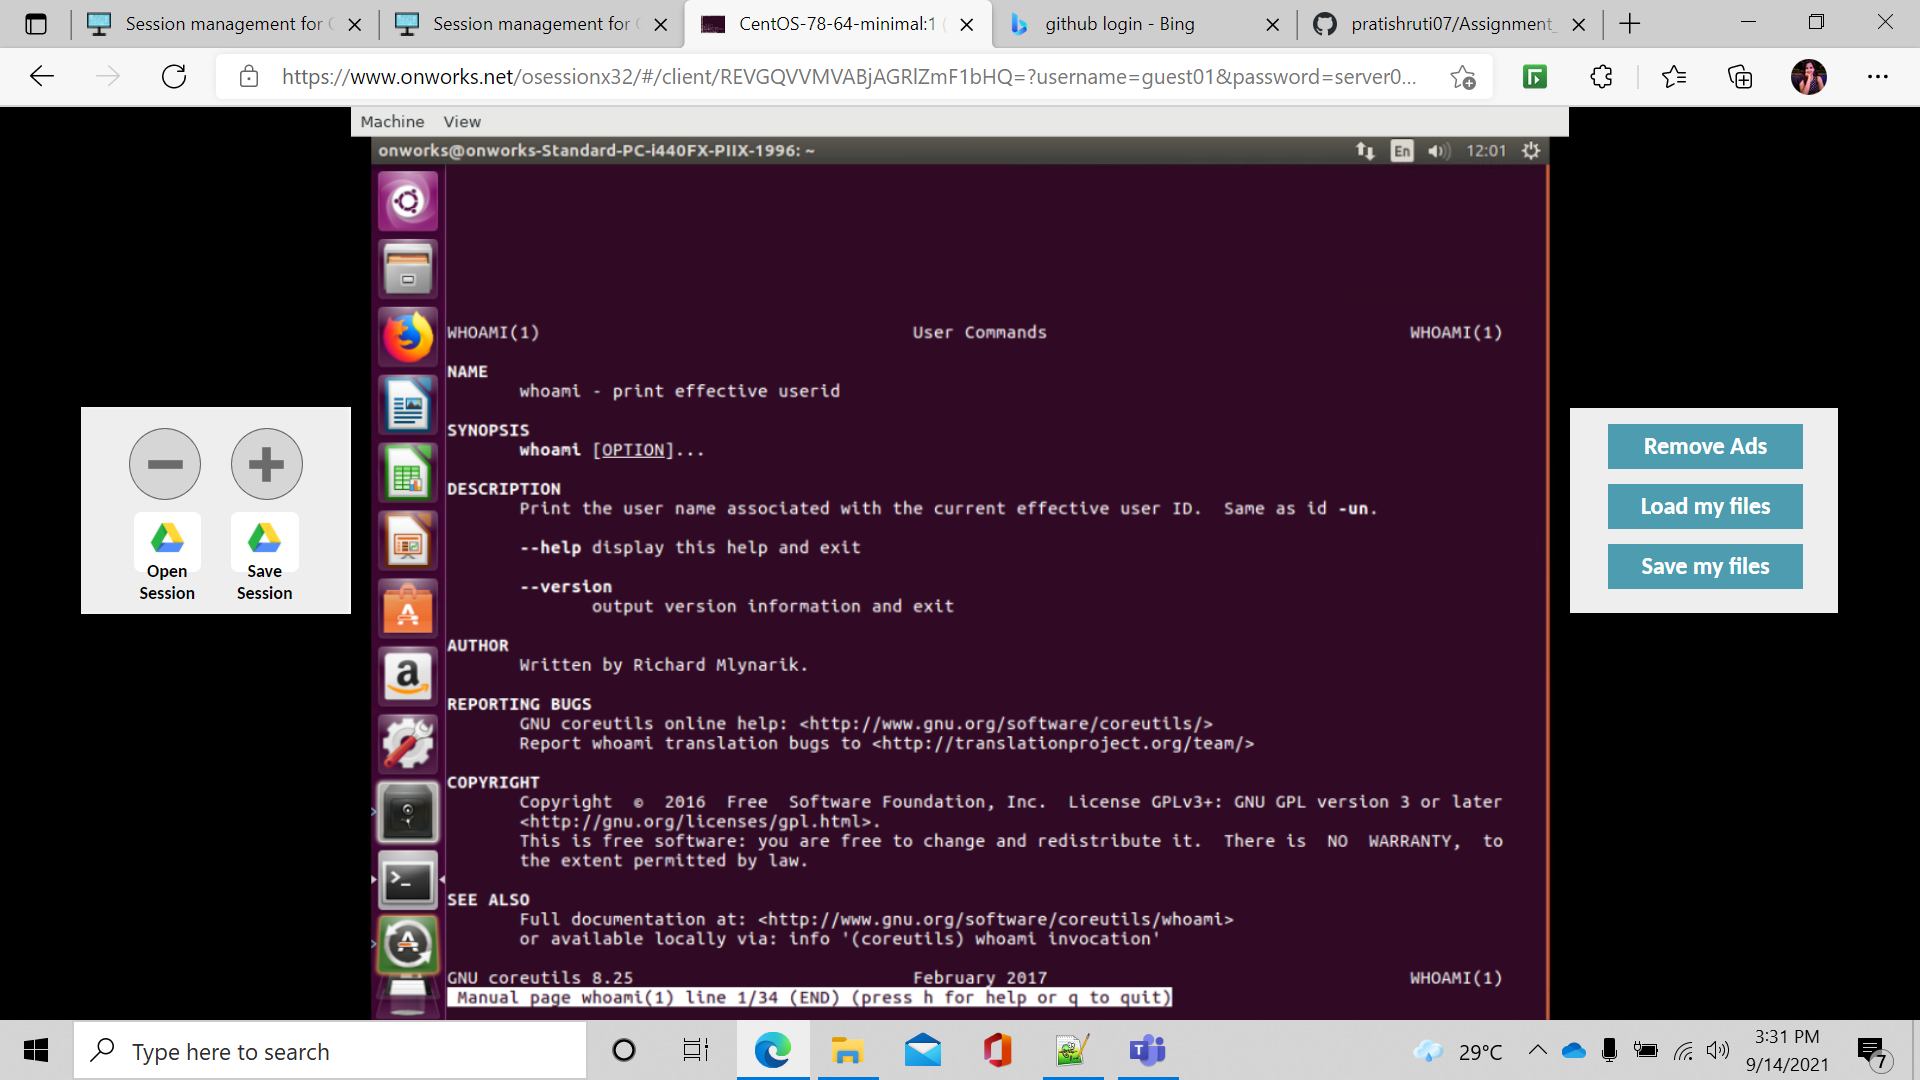 Session management for
Session management for
CentOS-78-64-minimal:1
github login - Bing
pratishruti07/Assignment_
https://www.onworks.net/osessionx32/#/client/REVGQVVMVABjAGRlZmF1bHQ=?username=guest01&password=server0...
Machine View
onworks@onworks-Standard-PC-i440FX-PIIX-1996: ~
En
12:01
WHOAMI(1) User Commands WHOAMI(1)
NAME
whoami - print effective userid
SYNOPSIS
whoami [OPTION]...
DESCRIPTION
Print the user name associated with the current effective user ID. Same as id -un.
--help display this help and exit
--version
output version information and exit
AUTHOR
Written by Richard Mlynarik.
REPORTING BUGS
GNU coreutils online help: <http://www.gnu.org/software/coreutils/>
Report whoami translation bugs to <http://translationproject.org/team/>
COPYRIGHT
Copyright © 2016 Free Software Foundation, Inc. License GPLv3+: GNU GPL version 3 or later
<http://gnu.org/licenses/gpl.html>.
This is free software: you are free to change and redistribute it. There is NO WARRANTY, to
the extent permitted by law.
SEE ALSO
Full documentation at: <http://www.gnu.org/software/coreutils/whoami>
or available locally via: info '(coreutils) whoami invocation'
GNU coreutils 8.25 February 2017 WHOAMI(1)
Manual page whoami(1) line 1/34 (END) (press h for help or q to quit)
Open
Session
Save
Session
Remove Ads
Load my files
Save my files
Type here to search
29°C
3:31 PM
9/14/2021
7